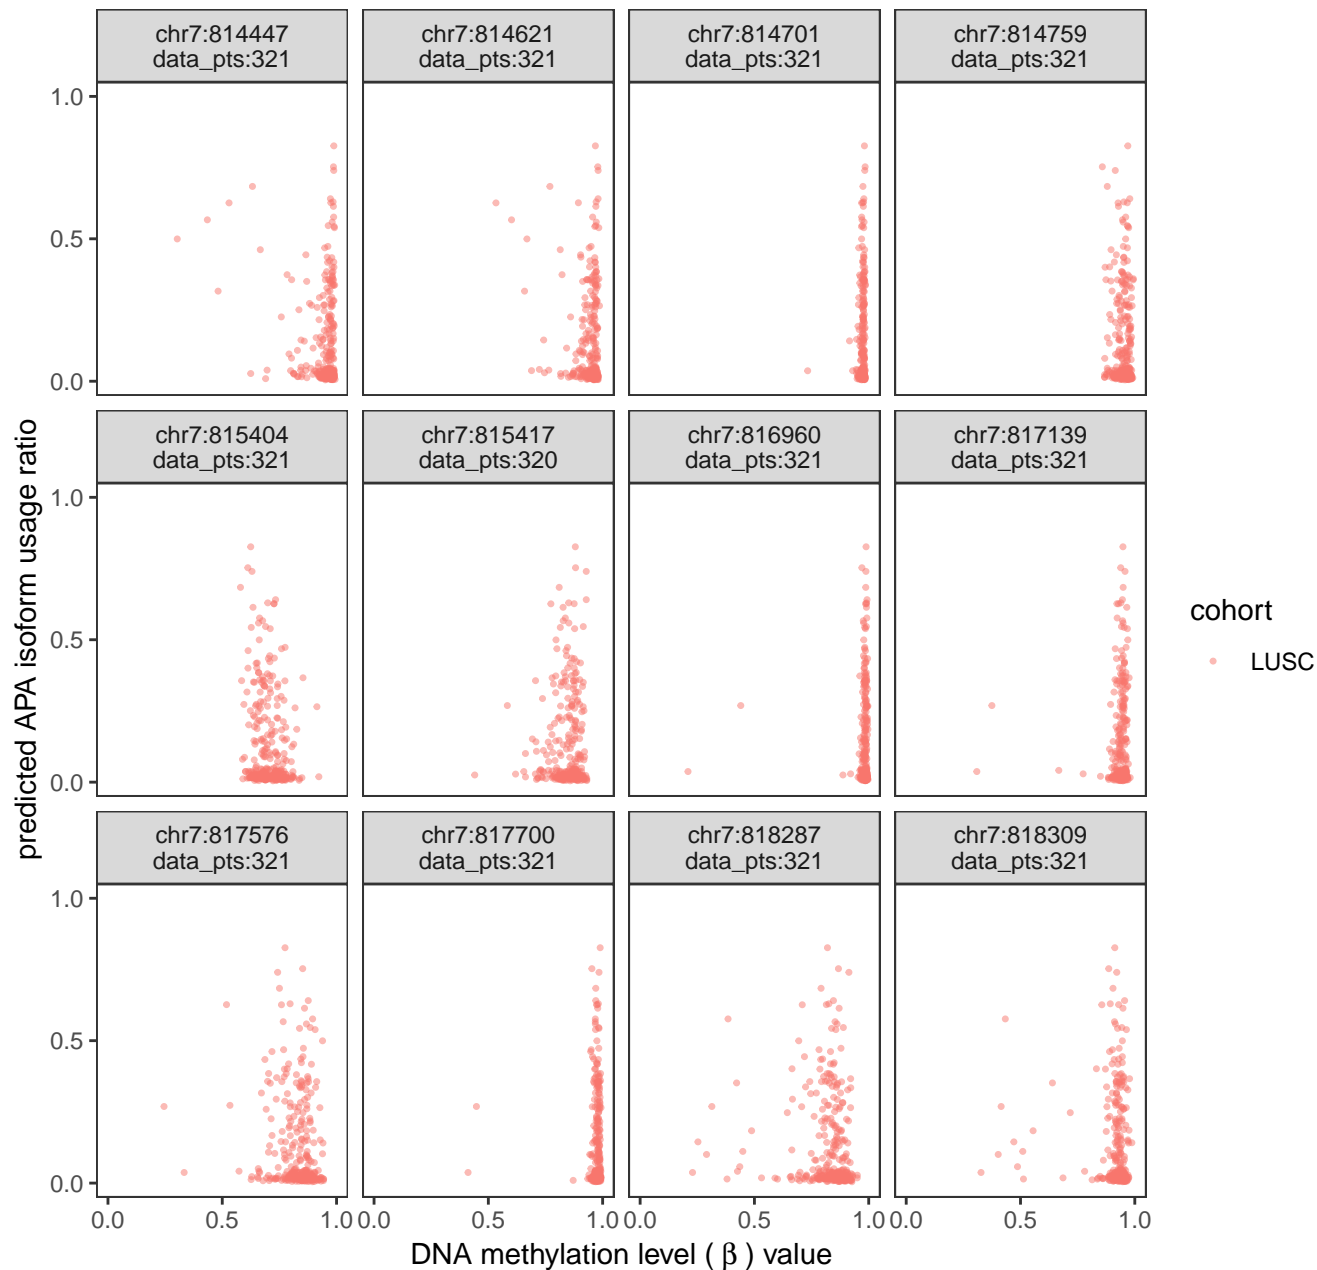 chr7:814447
data_pts:321
chr7:814621
data_pts:321
chr7:814701
data_pts:321
chr7:814759
data_pts:321
1.0
0.5
0.0
chr7:815404
data_pts:321
chr7:815417
data_pts:320
chr7:816960
data_pts:321
chr7:817139
data_pts:321
1.0
0.5
0.0
chr7:817576
data_pts:321
chr7:817700
data_pts:321
chr7:818287
data_pts:321
chr7:818309
data_pts:321
1.0
0.5
0.0
0.0 0.5 1.0
0.0 0.5 1.0
0.0 0.5 1.0
0.0 0.5 1.0
DNA methylation level ( β ) value
predicted APA isoform usage ratio
cohort
LUSC